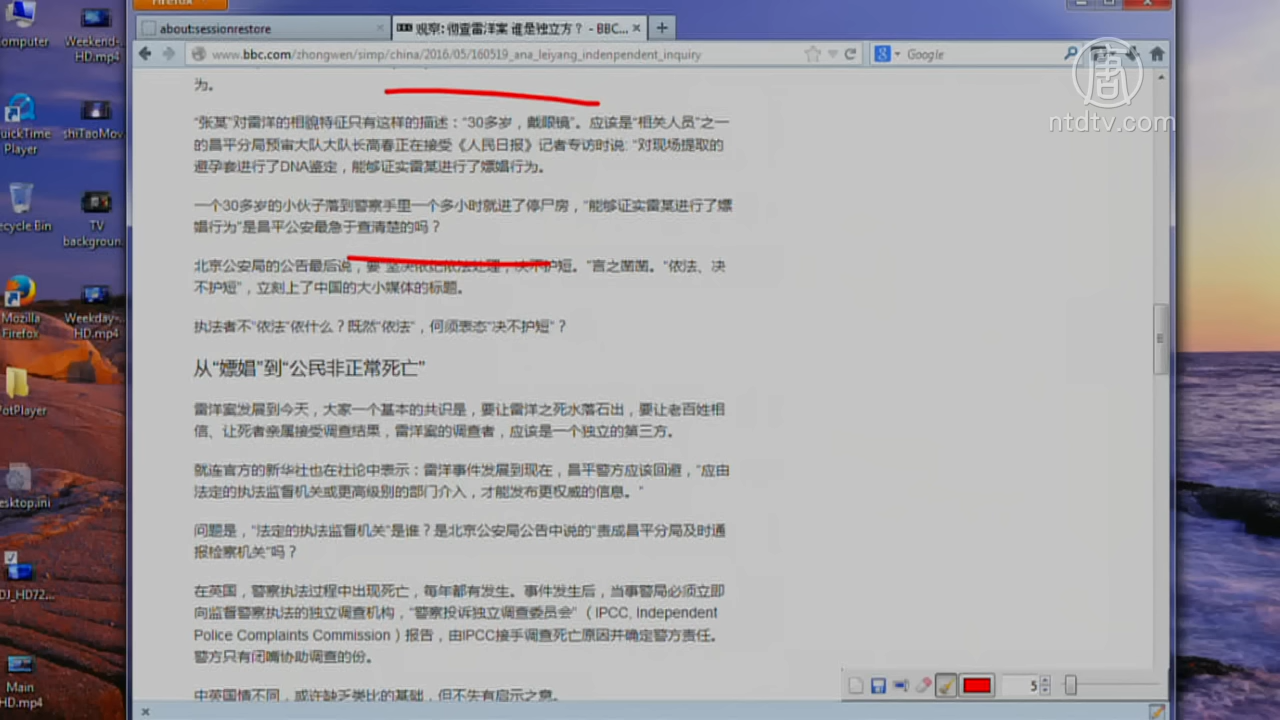 Firefox
about:sessionrestore
观察: 彻查雷洋案 谁是独立方？ - BBC...
www.bbc.com/zhongwen/simp/china/2016/05/160519_ana_leiyang_indenpendent_inquiry
Google
ntdtv.com
Computer
Weekend-
HD.mp4
QuickTime
Player
shiTaoMov
Recycle Bin
TV
backgroun
Mozilla
Firefox
Weekday-
HD.mp4
PotPlayer
desktop.ini
DJ_HD72...
Main
HD.mp4
为。
“张某”对雷洋的相貌特征只有这样的描述：“30多岁，戴眼镜”。应该是“相关人员”之一
的昌平分局预审大队大队长高春正在接受《人民日报》记者专访时说: “对现场提取的
避孕套进行了DNA鉴定，能够证实雷某进行了嫖娼行为。
一个30多岁的小伙子落到警察手里一个多小时就进了停尸房，“能够证实雷某进行了嫖
娼行为”是昌平公安最急于查清楚的吗？
北京公安局的公告最后说，要“坚决依纪依法处理，决不护短。”言之凿凿。“依法、决
不护短”，立刻上了中国的大小媒体的标题。
执法者不“依法”依什么？既然“依法”，何须表态“决不护短”？
从“嫖娼”到“公民非正常死亡”
雷洋案发展到今天，大家一个基本的共识是，要让雷洋之死水落石出，要让老百姓相
信、让死者亲属接受调查结果，雷洋案的调查者，应该是一个独立的第三方。
就连官方的新华社也在社论中表示：雷洋事件发展到现在，昌平警方应该回避，“应由
法定的执法监督机关或更高级别的部门介入，才能发布更权威的信息。”
问题是，“法定的执法监督机关”是谁？是北京公安局公告中说的“责成昌平分局及时通
报检察机关”吗？
在英国，警察执法过程中出现死亡，每年都有发生。事件发生后，当事警局必须立即
向监督警察执法的独立调查机构，“警察投诉独立调查委员会”（IPCC, Independent
Police Complaints Commission）报告，由IPCC接手调查死亡原因并确定警方责任。
警方只有闭嘴协助调查的份。
中英国情不同，或许缺乏类比的基础，但不失有启示之意。
5